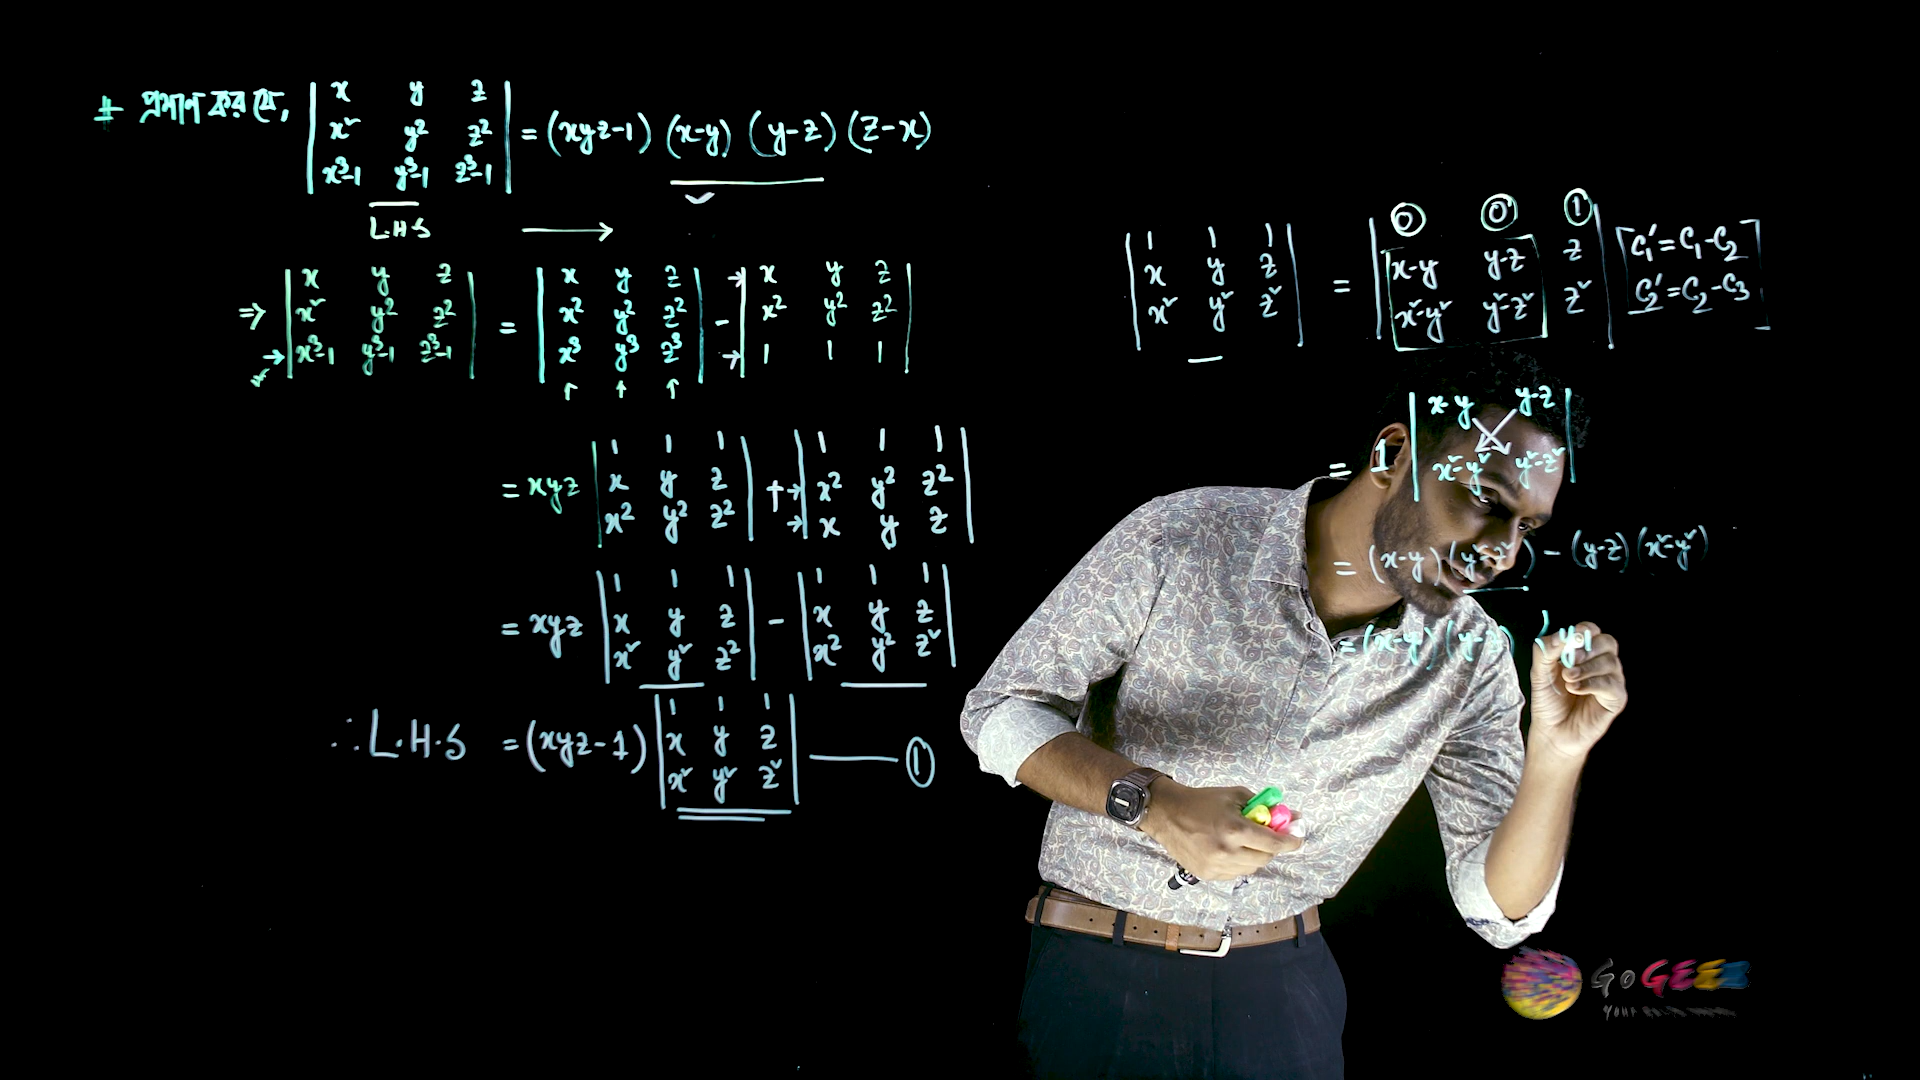 # প্রমাণ কর যে, | x y z | = (xyz-1) (x-y) (y-z) (z-x)
| x² y² z² |
| x³-1 y³-1 z³-1 |
L.H.S
⇒ | x y z | = | x y z | - | x y z |
| x² y² z² | | x² y² z² | | x² y² z² |
| x³-1 y³-1 z³-1 | | x³ y³ z³ | | 1 1 1 |
= xyz | 1 1 1 | + | 1 1 1 |
| x y z | | x² y² z² |
| x² y² z² | | x y z |
= xyz | 1 1 1 | - | 1 1 1 |
| x y z | | x y z |
| x² y² z² | | x² y² z² |
∴ L.H.S = (xyz-1) | 1 1 1 | —— ①
| x y z |
| x² y² z² |
| 1 1 1 | = | 0 0 1 | [C₁′=C₁-C₂
| x y z | | x-y y-z z | C₂′=C₂-C₃]
| x² y² z² | | x²-y² y²-z² z² |
= 1 | x-y y-z |
| x²-y² y²-z² |
= (x-y) (y²-z²) - (y-z) (x²-y²)
= (x-y) (y-z) { y+
GOGEEZ